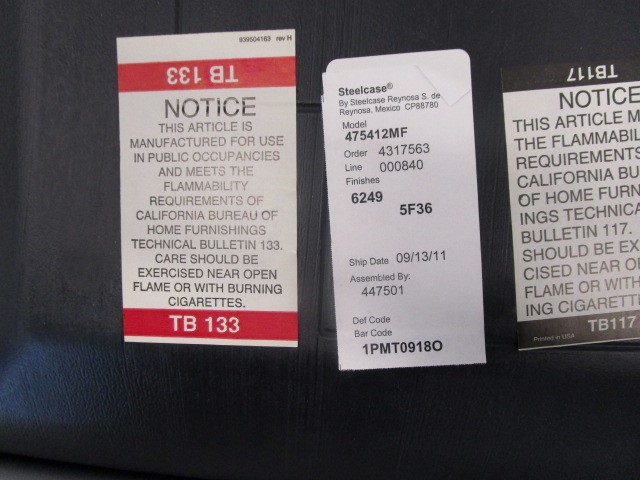 939504163 rev H
TB 133
NOTICE
THIS ARTICLE IS
MANUFACTURED FOR USE
IN PUBLIC OCCUPANCIES
AND MEETS THE
FLAMMABILITY
REQUIREMENTS OF
CALIFORNIA BUREAU OF
HOME FURNISHINGS
TECHNICAL BULLETIN 133.
CARE SHOULD BE
EXERCISED NEAR OPEN
FLAME OR WITH BURNING
CIGARETTES.
TB 133
Steelcase®
By Steelcase Reynosa S. de
Reynosa, Mexico CP88780
Model
475412MF
Order 4317563
Line 000840
Finishes
6249
5F36
Ship Date 09/13/11
Assembled By:
447501
Def Code
Bar Code
1PMT0918O
TB117
NOTICE
THIS ARTICLE M
THE FLAMMABIL
REQUIREMENTS
CALIFORNIA BU
OF HOME FURN
INGS TECHNICA
BULLETIN 117.
SHOULD BE EX
CISED NEAR OP
FLAME OR WITH
ING CIGARETT
TB117
Printed in USA